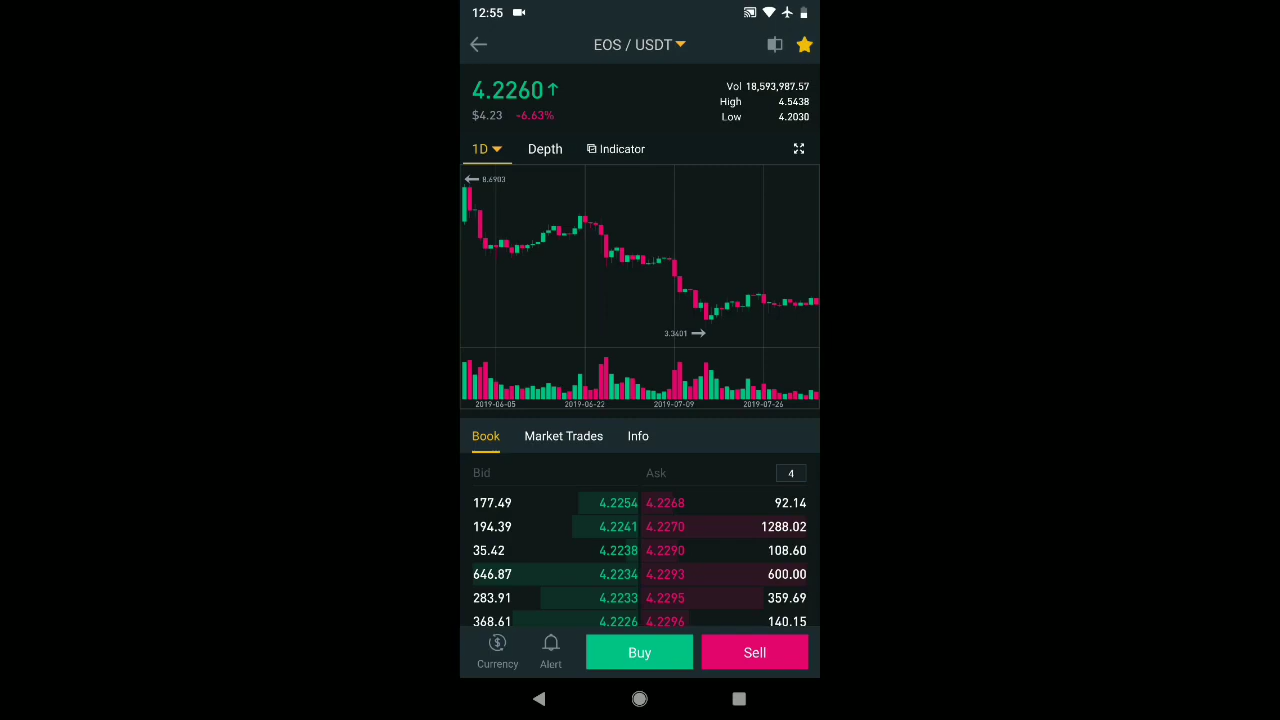 12:55
EOS / USDT
4.2260
$4.23 -6.63%
Vol 18,593,987.57
High 4.5438
Low 4.2030
1D Depth Indicator
8.6903
3.3401
2019-06-05 2019-06-22 2019-07-09 2019-07-26
Book Market Trades Info
Bid Ask 4
177.49 4.2254 4.2268 92.14
194.39 4.2241 4.2270 1288.02
35.42 4.2238 4.2290 108.60
646.87 4.2234 4.2293 600.00
283.91 4.2233 4.2295 359.69
368.61 4.2226 4.2296 140.15
Currency Alert Buy Sell